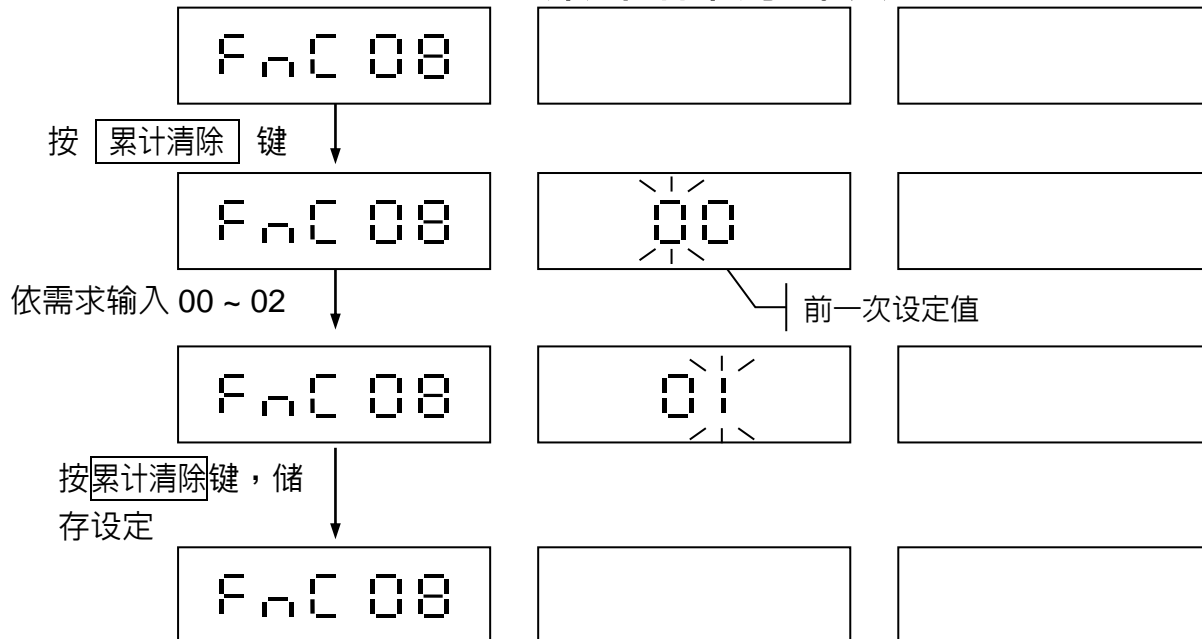 FnC 08
按 累计清除 键
FnC 08 00
依需求输入 00 ~ 02
前一次设定值
FnC 08 01
按累计清除键，储
存设定
FnC 08